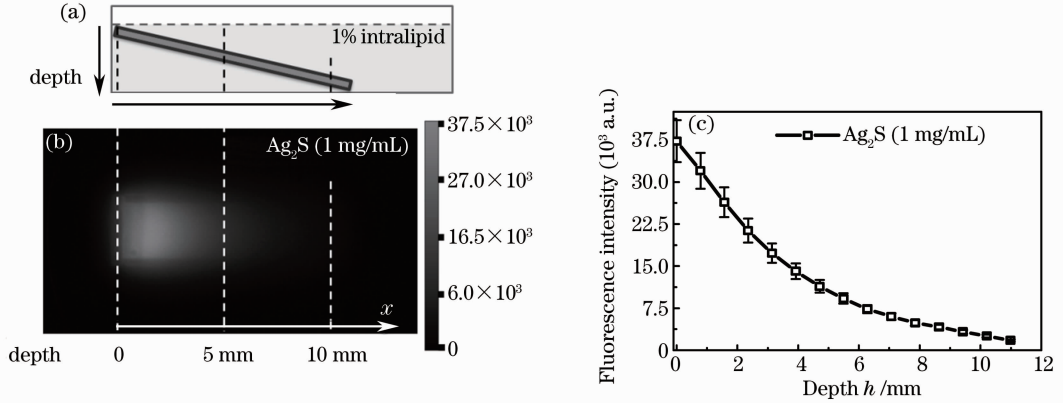 (a)
1% intralipid
depth
(b)
Ag₂S (1 mg/mL)
37.5×10³
27.0×10³
16.5×10³
6.0×10³
0
x
depth 0 5 mm 10 mm
(c)
Ag₂S (1 mg/mL)
Fluorescence intensity (10³ a.u.)
37.5
30.0
22.5
15.0
7.5
0
0 2 4 6 8 10 12
Depth h /mm